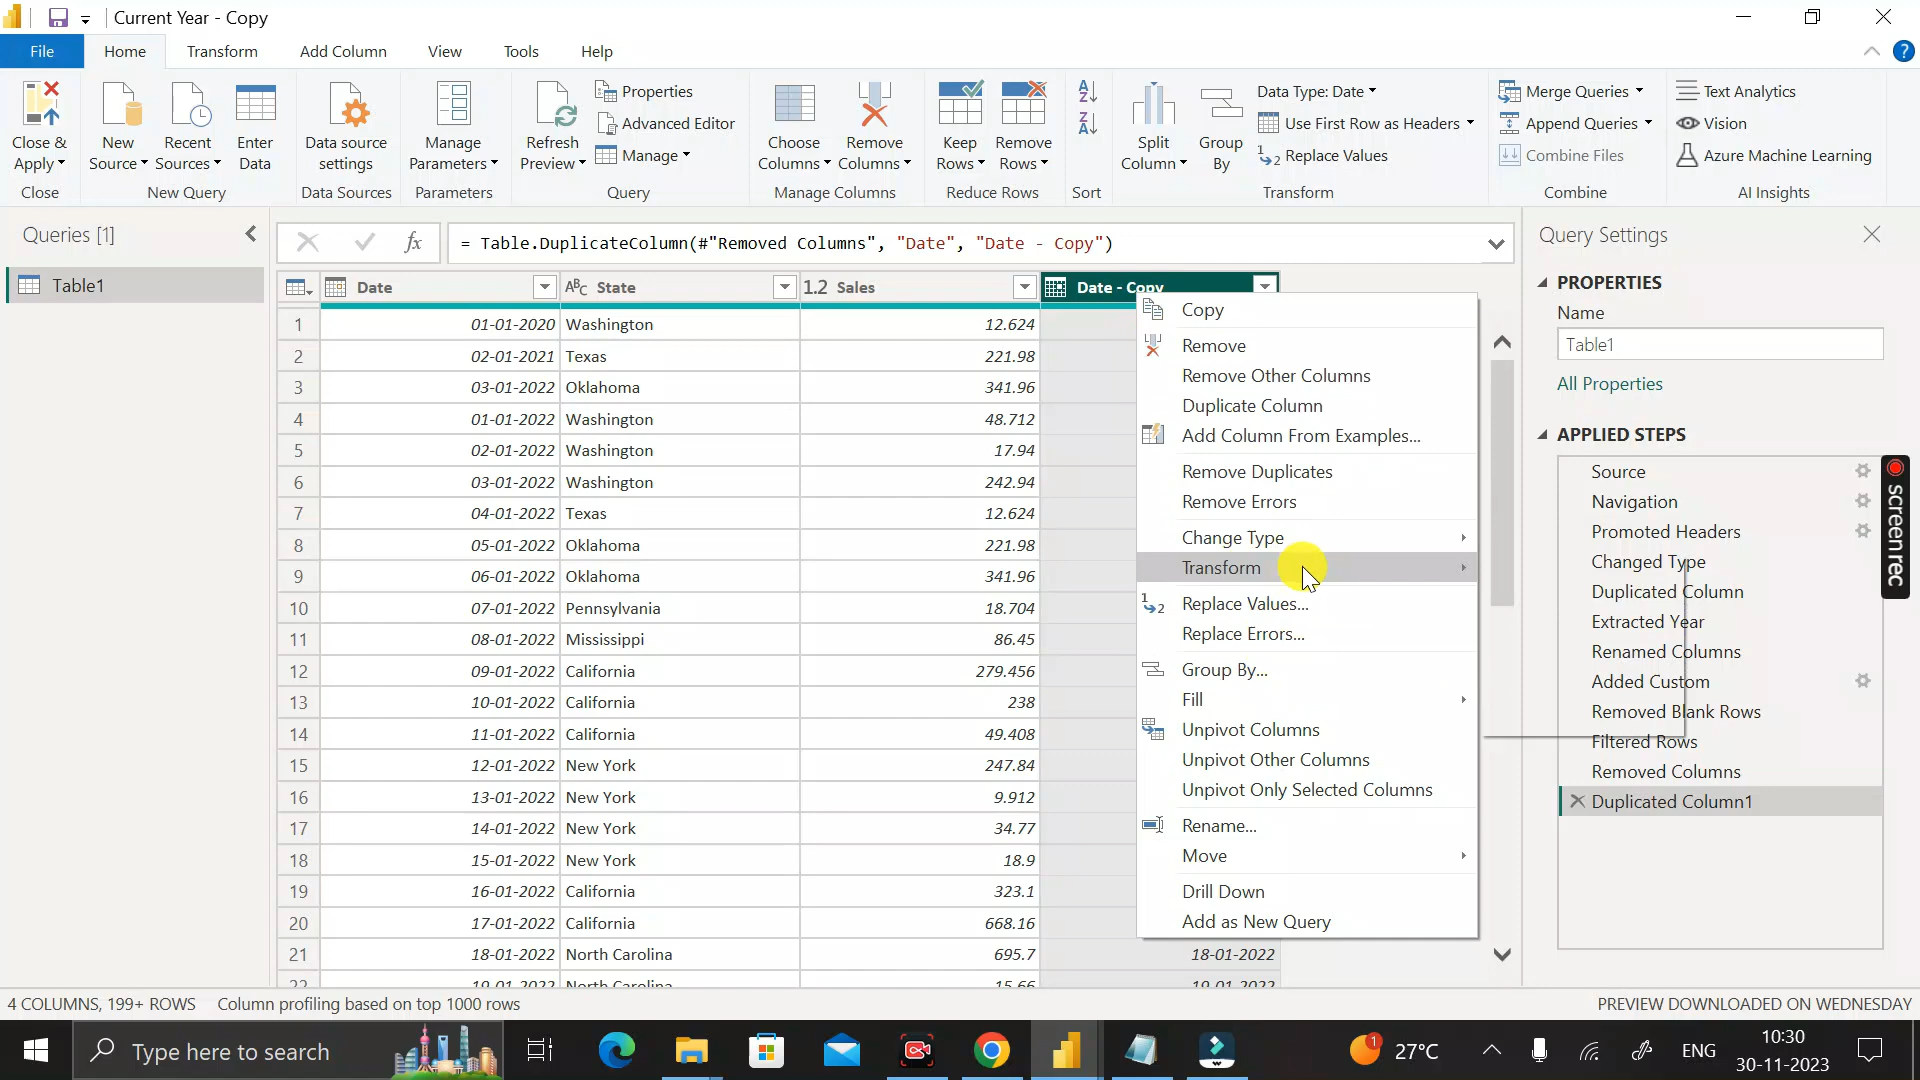 Current Year - Copy
File Home Transform Add Column View Tools Help
?
Close & Apply
New Source
Recent Sources
Enter Data
Data source settings
Manage Parameters
Refresh Preview
Properties
Advanced Editor
Manage
Choose Columns
Remove Columns
Keep Rows
Remove Rows
Split Column
Group By
Data Type: Date
Use First Row as Headers
Replace Values
Merge Queries
Append Queries
Combine Files
Text Analytics
Vision
Azure Machine Learning
Close New Query Data Sources Parameters Query Manage Columns Reduce Rows Sort Transform Combine AI Insights
Queries [1]
Table1
fx = Table.DuplicateColumn(#"Removed Columns", "Date", "Date - Copy")
Date ABC State 1.2 Sales Date - Copy
1 01-01-2020 Washington 12.624
2 02-01-2021 Texas 221.98
3 03-01-2022 Oklahoma 341.96
4 01-01-2022 Washington 48.712
5 02-01-2022 Washington 17.94
6 03-01-2022 Washington 242.94
7 04-01-2022 Texas 12.624
8 05-01-2022 Oklahoma 221.98
9 06-01-2022 Oklahoma 341.96
10 07-01-2022 Pennsylvania 18.704
11 08-01-2022 Mississippi 86.45
12 09-01-2022 California 279.456
13 10-01-2022 California 238
14 11-01-2022 California 49.408
15 12-01-2022 New York 247.84
16 13-01-2022 New York 9.912
17 14-01-2022 New York 34.77
18 15-01-2022 New York 18.9
19 16-01-2022 California 323.1
20 17-01-2022 California 668.16
21 18-01-2022 North Carolina 695.7 18-01-2022
22 19-01-2022 North Carolina 15.66 19-01-2022
Copy
Remove
Remove Other Columns
Duplicate Column
Add Column From Examples...
Remove Duplicates
Remove Errors
Change Type
Transform
Replace Values...
Replace Errors...
Group By...
Fill
Unpivot Columns
Unpivot Other Columns
Unpivot Only Selected Columns
Rename...
Move
Drill Down
Add as New Query
Query Settings
PROPERTIES
Name
Table1
All Properties
APPLIED STEPS
Source
Navigation
Promoted Headers
Changed Type
Duplicated Column
Extracted Year
Renamed Columns
Added Custom
Removed Blank Rows
Filtered Rows
Removed Columns
Duplicated Column1
screenrec
4 COLUMNS, 199+ ROWS Column profiling based on top 1000 rows PREVIEW DOWNLOADED ON WEDNESDAY
Type here to search
1 27°C ENG 10:30
30-11-2023